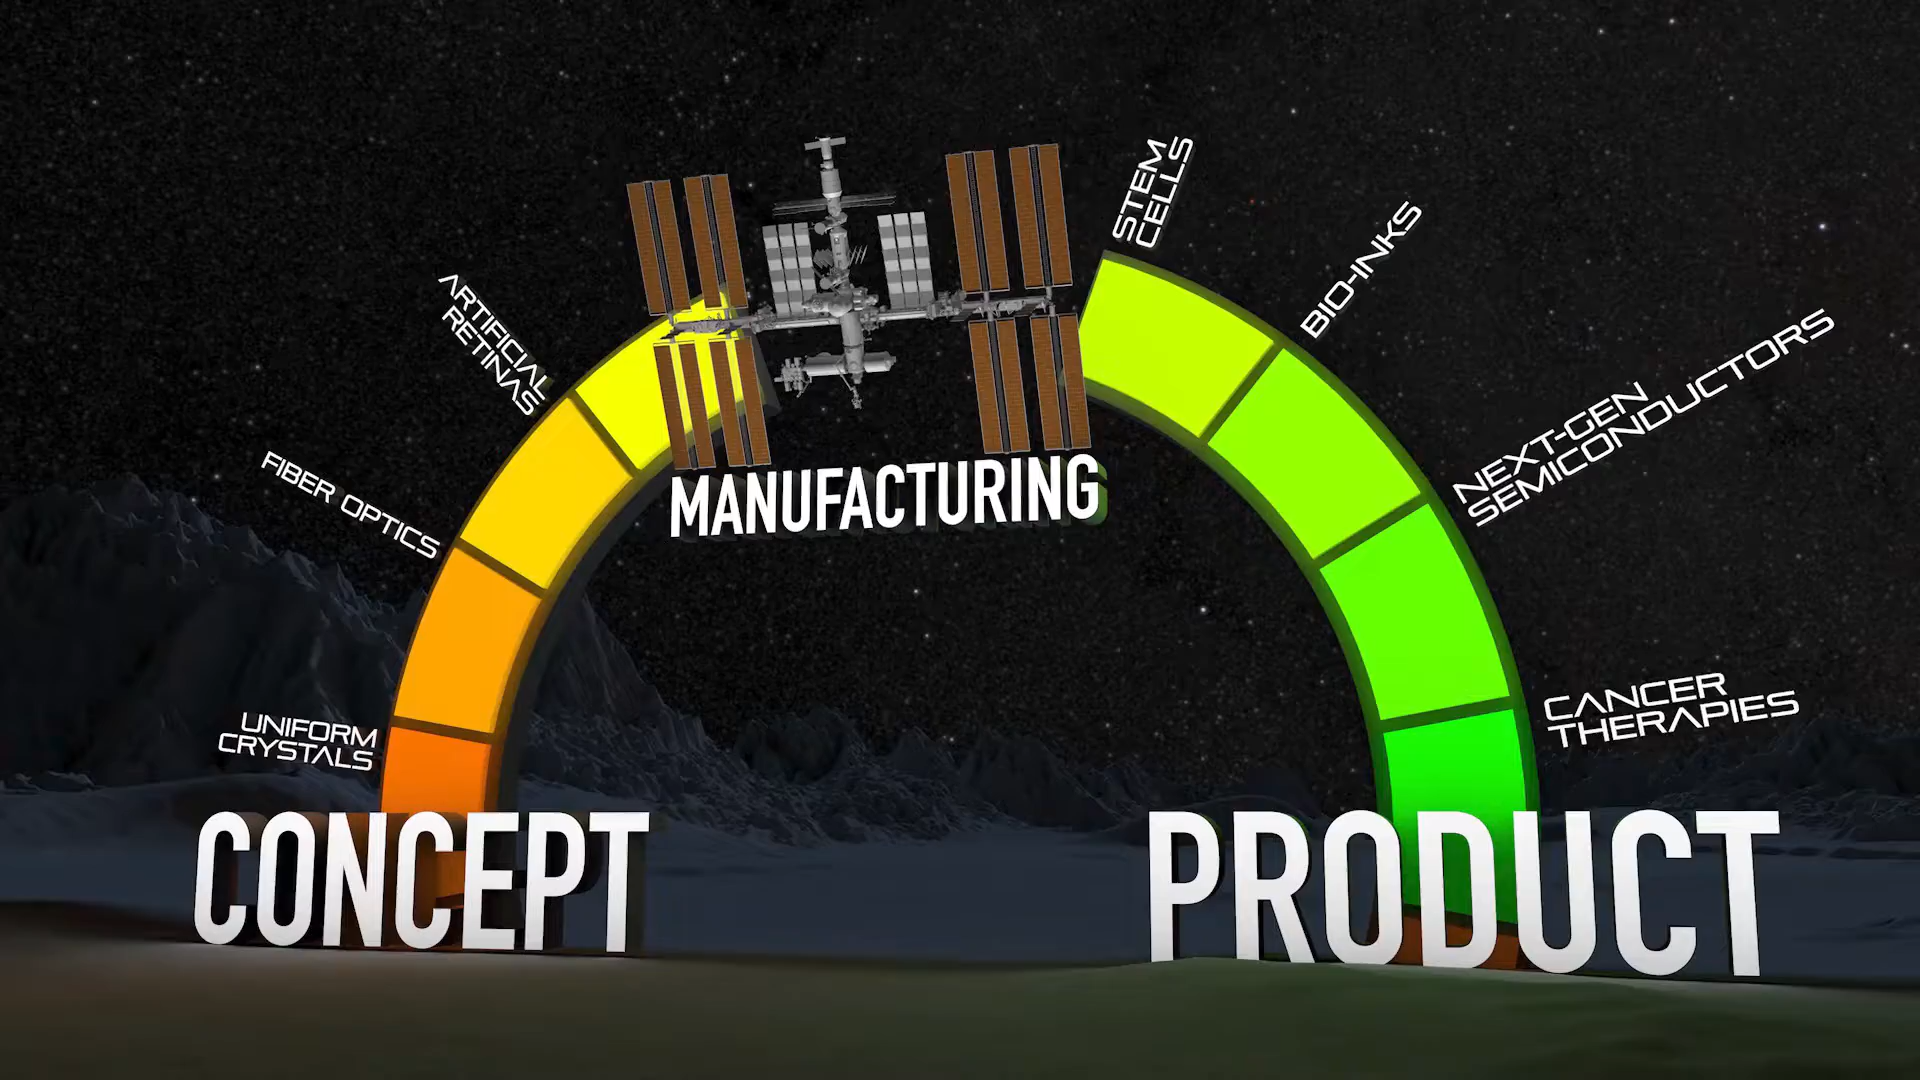 STEM
CELLS
BIO-INKS
ARTIFICIAL
RETINAS
NEXT-GEN
SEMICONDUCTORS
FIBER OPTICS
MANUFACTURING
UNIFORM
CRYSTALS
CANCER
THERAPIES
CONCEPT
PRODUCT